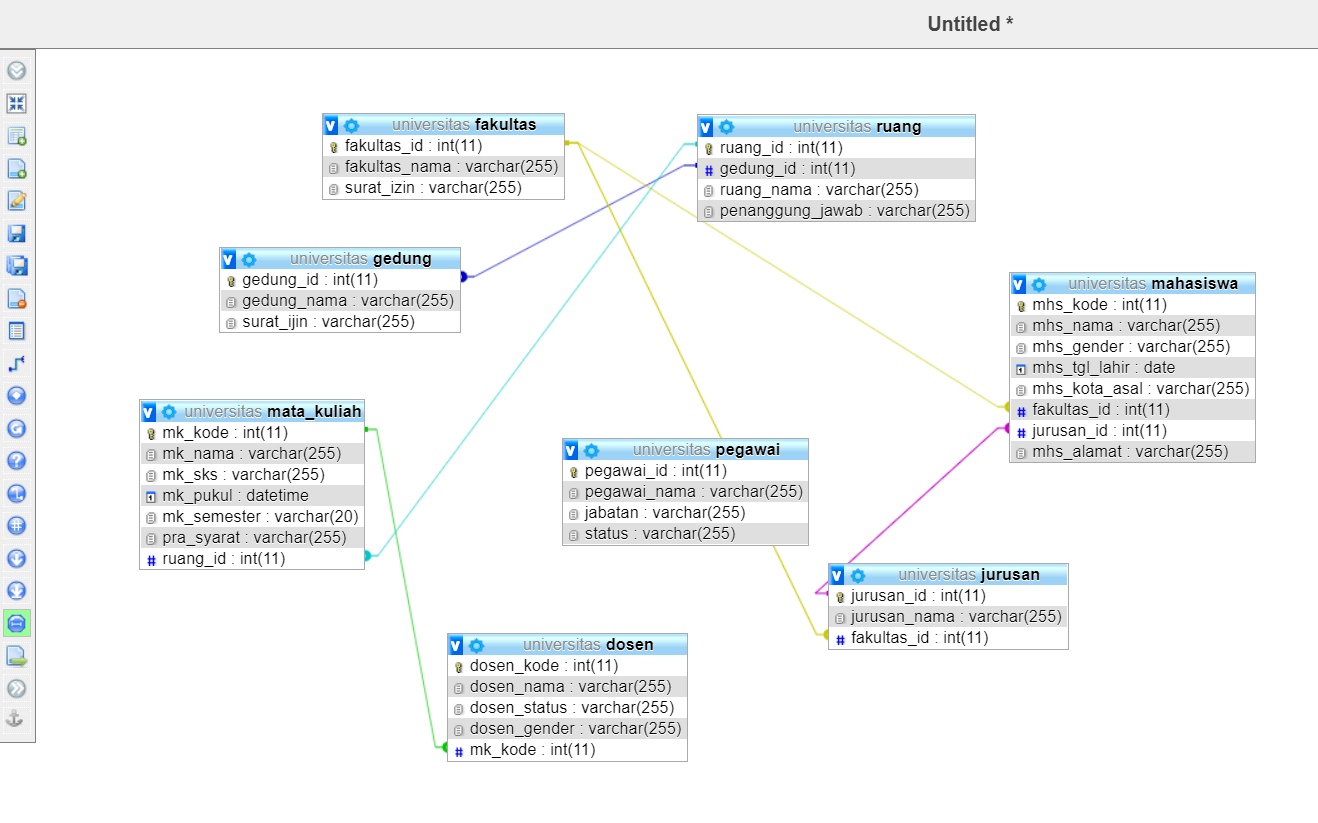 Untitled *
universitas fakultas
fakultas_id : int(11)
fakultas_nama : varchar(255)
surat_izin : varchar(255)
universitas ruang
ruang_id : int(11)
gedung_id : int(11)
ruang_nama : varchar(255)
penanggung_jawab : varchar(255)
universitas gedung
gedung_id : int(11)
gedung_nama : varchar(255)
surat_ijin : varchar(255)
universitas mahasiswa
mhs_kode : int(11)
mhs_nama : varchar(255)
mhs_gender : varchar(255)
mhs_tgl_lahir : date
mhs_kota_asal : varchar(255)
fakultas_id : int(11)
jurusan_id : int(11)
mhs_alamat : varchar(255)
universitas mata_kuliah
mk_kode : int(11)
mk_nama : varchar(255)
mk_sks : varchar(255)
mk_pukul : datetime
mk_semester : varchar(20)
pra_syarat : varchar(255)
ruang_id : int(11)
universitas pegawai
pegawai_id : int(11)
pegawai_nama : varchar(255)
jabatan : varchar(255)
status : varchar(255)
universitas jurusan
jurusan_id : int(11)
jurusan_nama : varchar(255)
fakultas_id : int(11)
universitas dosen
dosen_kode : int(11)
dosen_nama : varchar(255)
dosen_status : varchar(255)
dosen_gender : varchar(255)
mk_kode : int(11)